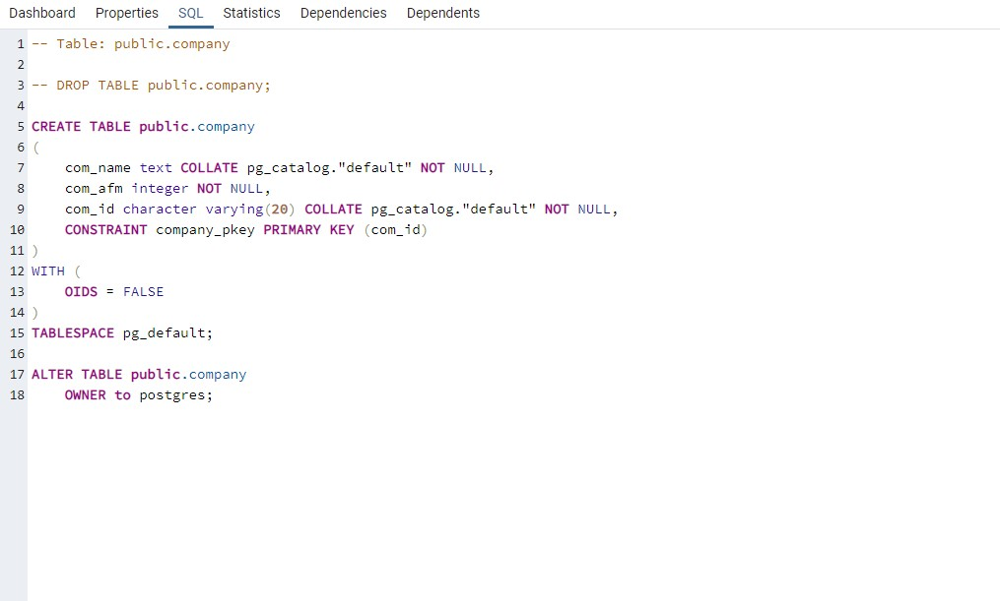 Dashboard Properties SQL Statistics Dependencies Dependents
1 -- Table: public.company
2
3 -- DROP TABLE public.company;
4
5 CREATE TABLE public.company
6 (
7     com_name text COLLATE pg_catalog."default" NOT NULL,
8     com_afm integer NOT NULL,
9     com_id character varying(20) COLLATE pg_catalog."default" NOT NULL,
10     CONSTRAINT company_pkey PRIMARY KEY (com_id)
11 )
12 WITH (
13     OIDS = FALSE
14 )
15 TABLESPACE pg_default;
16
17 ALTER TABLE public.company
18     OWNER to postgres;